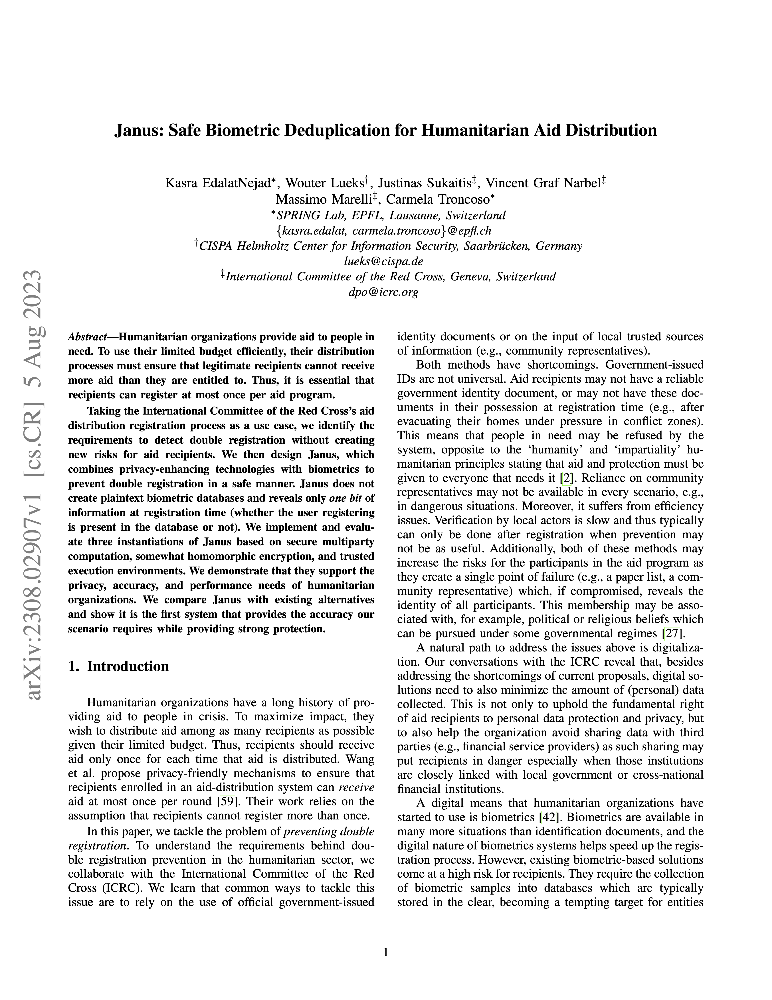 Janus: Safe Biometric Deduplication for Humanitarian Aid Distribution
Kasra EdalatNejad*, Wouter Lueks†, Justinas Sukaitis‡, Vincent Graf Narbel‡
Massimo Marelli‡, Carmela Troncoso*
*SPRING Lab, EPFL, Lausanne, Switzerland
{kasra.edalat, carmela.troncoso}@epfl.ch
†CISPA Helmholtz Center for Information Security, Saarbrücken, Germany
lueks@cispa.de
‡International Committee of the Red Cross, Geneva, Switzerland
dpo@icrc.org
arXiv:2308.02907v1 [cs.CR] 5 Aug 2023
Abstract—Humanitarian organizations provide aid to people in
need. To use their limited budget efficiently, their distribution
processes must ensure that legitimate recipients cannot receive
more aid than they are entitled to. Thus, it is essential that
recipients can register at most once per aid program.
Taking the International Committee of the Red Cross's aid
distribution registration process as a use case, we identify the
requirements to detect double registration without creating
new risks for aid recipients. We then design Janus, which
combines privacy-enhancing technologies with biometrics to
prevent double registration in a safe manner. Janus does not
create plaintext biometric databases and reveals only one bit of
information at registration time (whether the user registering
is present in the database or not). We implement and evalu-
ate three instantiations of Janus based on secure multiparty
computation, somewhat homomorphic encryption, and trusted
execution environments. We demonstrate that they support the
privacy, accuracy, and performance needs of humanitarian
organizations. We compare Janus with existing alternatives
and show it is the first system that provides the accuracy our
scenario requires while providing strong protection.
1. Introduction
Humanitarian organizations have a long history of pro-
viding aid to people in crisis. To maximize impact, they
wish to distribute aid among as many recipients as possible
given their limited budget. Thus, recipients should receive
aid only once for each time that aid is distributed. Wang
et al. propose privacy-friendly mechanisms to ensure that
recipients enrolled in an aid-distribution system can receive
aid at most once per round [59]. Their work relies on the
assumption that recipients cannot register more than once.
In this paper, we tackle the problem of preventing double
registration. To understand the requirements behind dou-
ble registration prevention in the humanitarian sector, we
collaborate with the International Committee of the Red
Cross (ICRC). We learn that common ways to tackle this
issue are to rely on the use of official government-issued
identity documents or on the input of local trusted sources
of information (e.g., community representatives).
Both methods have shortcomings. Government-issued
IDs are not universal. Aid recipients may not have a reliable
government identity document, or may not have these doc-
uments in their possession at registration time (e.g., after
evacuating their homes under pressure in conflict zones).
This means that people in need may be refused by the
system, opposite to the ‘humanity’ and ‘impartiality’ hu-
manitarian principles stating that aid and protection must be
given to everyone that needs it [2]. Reliance on community
representatives may not be available in every scenario, e.g.,
in dangerous situations. Moreover, it suffers from efficiency
issues. Verification by local actors is slow and thus typically
can only be done after registration when prevention may
not be as useful. Additionally, both of these methods may
increase the risks for the participants in the aid program as
they create a single point of failure (e.g., a paper list, a com-
munity representative) which, if compromised, reveals the
identity of all participants. This membership may be asso-
ciated with, for example, political or religious beliefs which
can be pursued under some governmental regimes [27].
A natural path to address the issues above is digitaliza-
tion. Our conversations with the ICRC reveal that, besides
addressing the shortcomings of current proposals, digital so-
lutions need to also minimize the amount of (personal) data
collected. This is not only to uphold the fundamental right
of aid recipients to personal data protection and privacy, but
to also help the organization avoid sharing data with third
parties (e.g., financial service providers) as such sharing may
put recipients in danger especially when those institutions
are closely linked with local government or cross-national
financial institutions.
A digital means that humanitarian organizations have
started to use is biometrics [42]. Biometrics are available in
many more situations than identification documents, and the
digital nature of biometrics systems helps speed up the regis-
tration process. However, existing biometric-based solutions
come at a high risk for recipients. They require the collection
of biometric samples into databases which are typically
stored in the clear, becoming a tempting target for entities
1